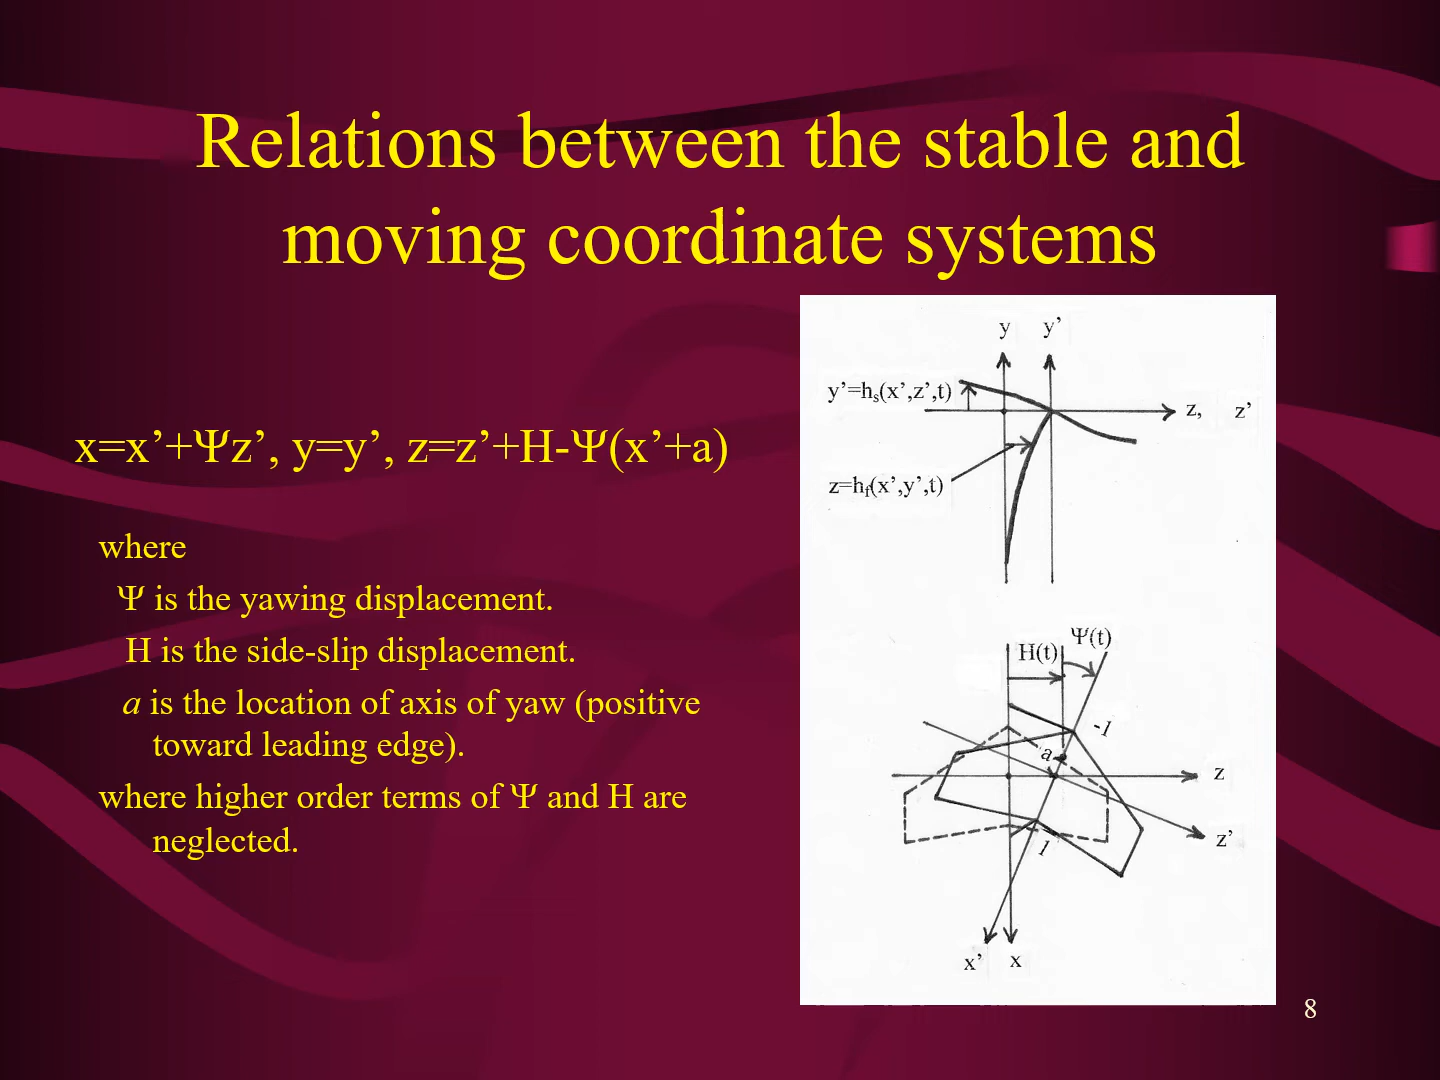 Relations between the stable and
moving coordinate systems
x=x’+Ψz’, y=y’, z=z’+H-Ψ(x’+a)
where
Ψ is the yawing displacement.
H is the side-slip displacement.
a is the location of axis of yaw (positive
toward leading edge).
where higher order terms of Ψ and H are
neglected.
y y’
y’=hs(x’,z’,t)
z, z’
z=hf(x’,y’,t)
Ψ(t)
H(t)
-1
a
z
z’
1
x’ x
8